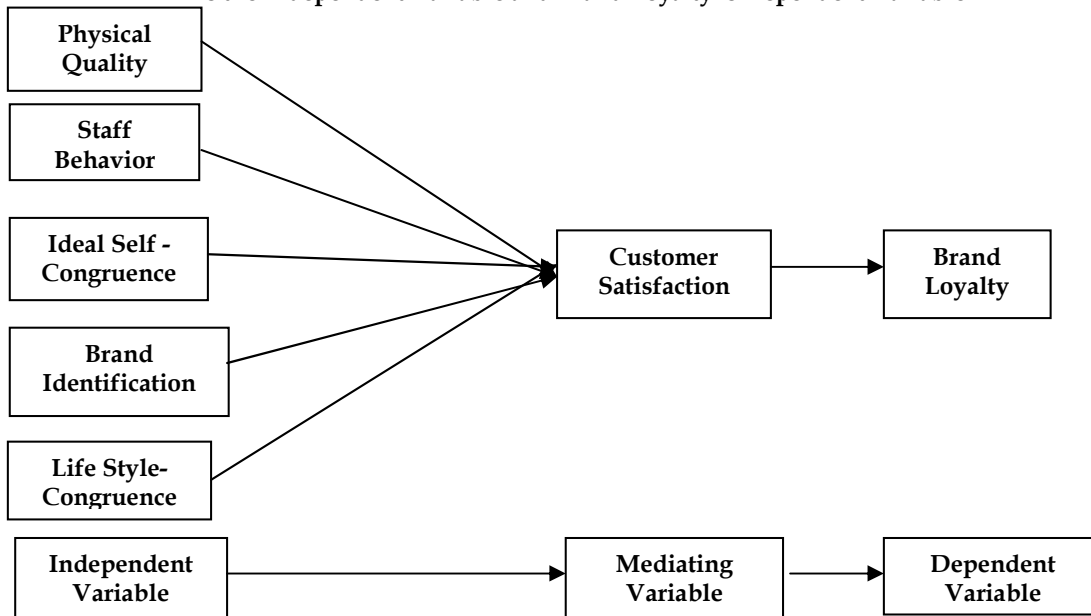 Physical
Quality
Staff
Behavior
Ideal Self -
Congruence
Brand
Identification
Life Style-
Congruence
Customer
Satisfaction
Brand
Loyalty
Independent
Variable
Mediating
Variable
Dependent
Variable